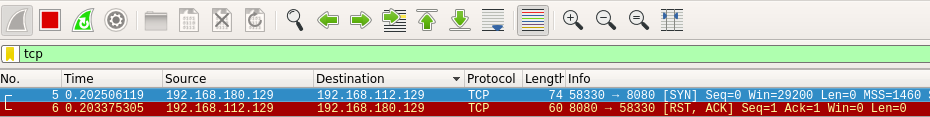 tcp
No. Time Source Destination Protocol Length Info
5 0.202506119 192.168.180.129 192.168.112.129 TCP 74 58330 → 8080 [SYN] Seq=0 Win=29200 Len=0 MSS=1460
6 0.203375305 192.168.112.129 192.168.180.129 TCP 60 8080 → 58330 [RST, ACK] Seq=1 Ack=1 Win=0 Len=0